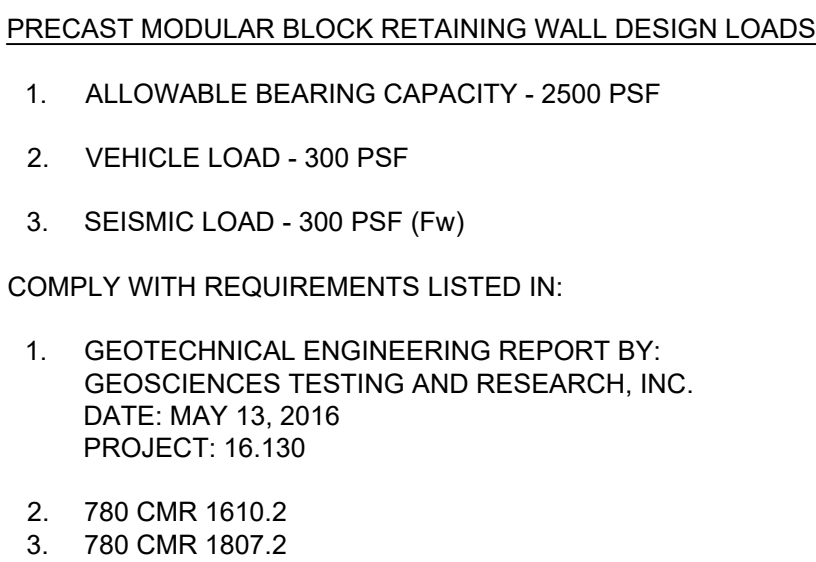 PRECAST MODULAR BLOCK RETAINING WALL DESIGN LOADS
1. ALLOWABLE BEARING CAPACITY - 2500 PSF
2. VEHICLE LOAD - 300 PSF
3. SEISMIC LOAD - 300 PSF (Fw)
COMPLY WITH REQUIREMENTS LISTED IN:
1. GEOTECHNICAL ENGINEERING REPORT BY:
GEOSCIENCES TESTING AND RESEARCH, INC.
DATE: MAY 13, 2016
PROJECT: 16.130
2. 780 CMR 1610.2
3. 780 CMR 1807.2